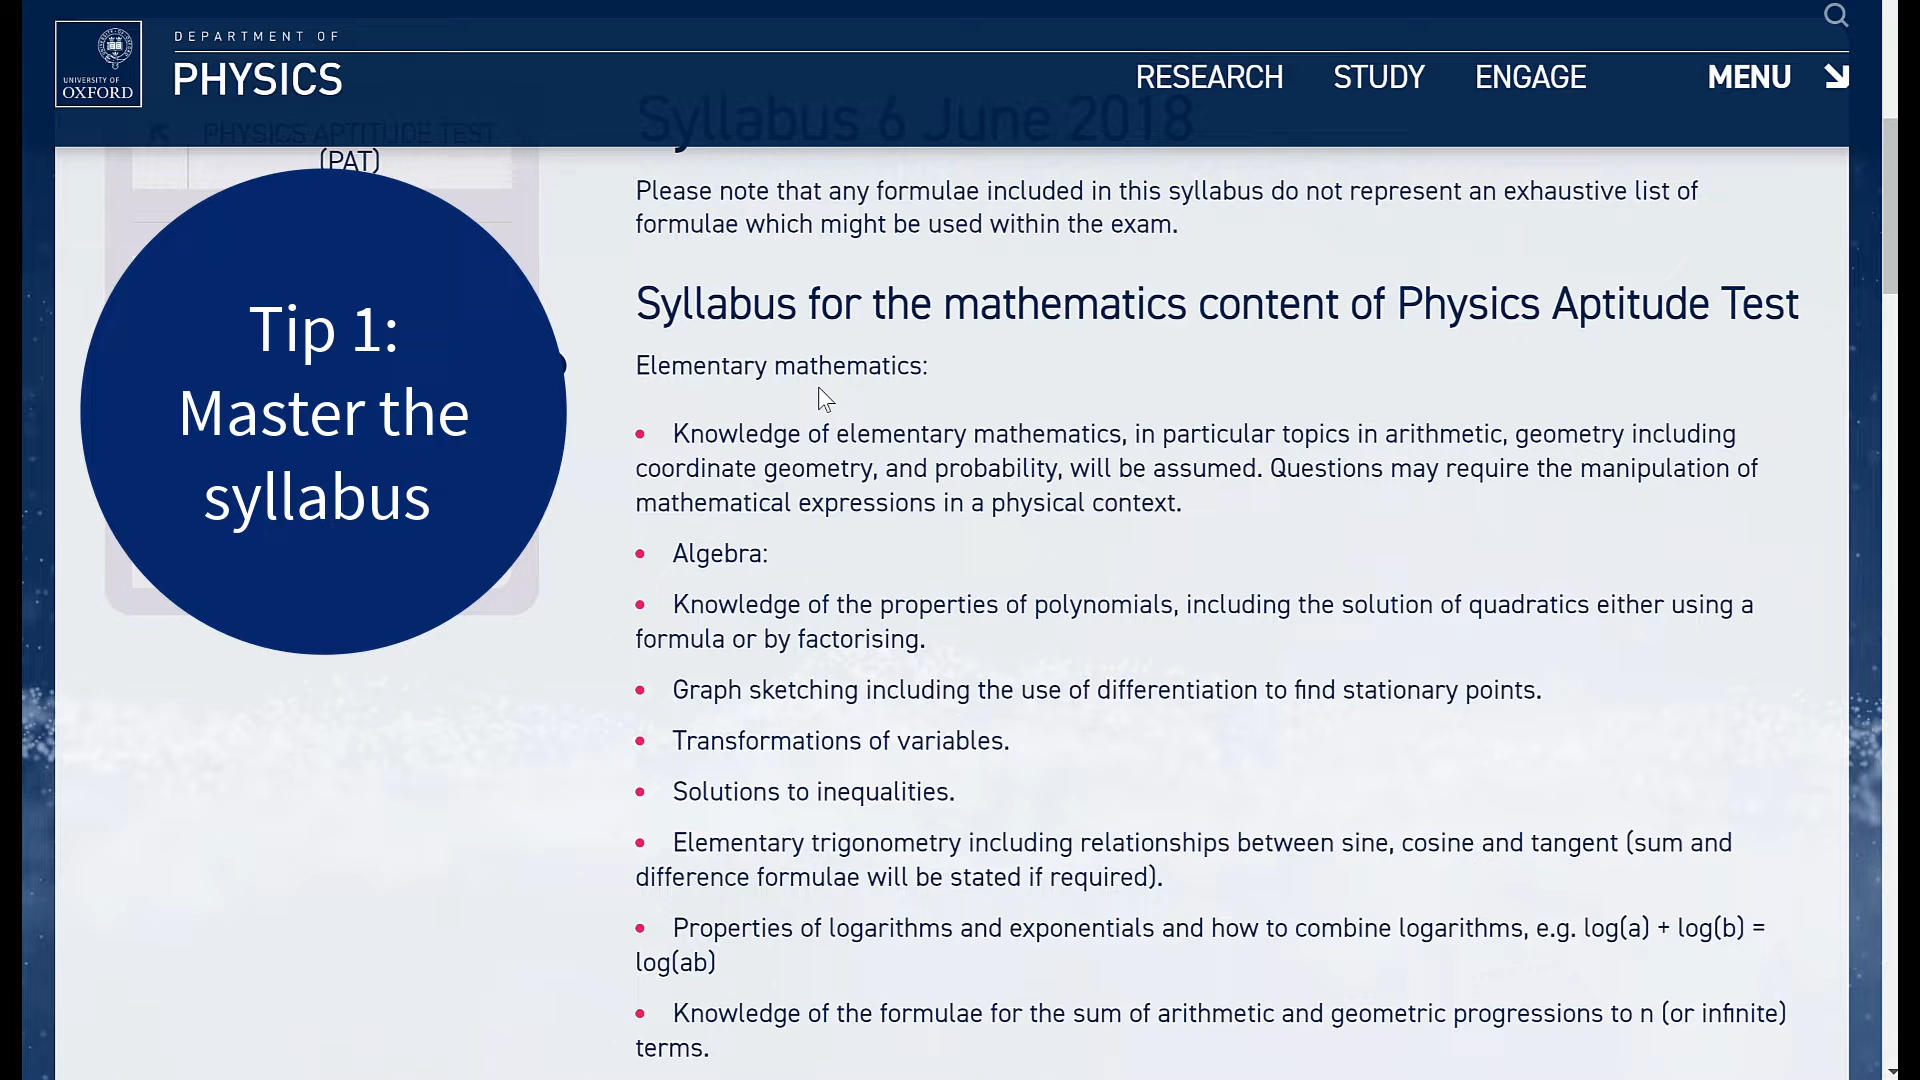 DEPARTMENT OF
PHYSICS
UNIVERSITY OF
OXFORD
RESEARCH
STUDY
ENGAGE
MENU
Syllabus 6 June 2018
PHYSICS APTITUDE TEST
(PAT)
Tip 1:
Master the
syllabus
Please note that any formulae included in this syllabus do not represent an exhaustive list of
formulae which might be used within the exam.
Syllabus for the mathematics content of Physics Aptitude Test
Elementary mathematics:
• Knowledge of elementary mathematics, in particular topics in arithmetic, geometry including
coordinate geometry, and probability, will be assumed. Questions may require the manipulation of
mathematical expressions in a physical context.
• Algebra:
• Knowledge of the properties of polynomials, including the solution of quadratics either using a
formula or by factorising.
• Graph sketching including the use of differentiation to find stationary points.
• Transformations of variables.
• Solutions to inequalities.
• Elementary trigonometry including relationships between sine, cosine and tangent (sum and
difference formulae will be stated if required).
• Properties of logarithms and exponentials and how to combine logarithms, e.g. log(a) + log(b) =
log(ab)
• Knowledge of the formulae for the sum of arithmetic and geometric progressions to n (or infinite)
terms.